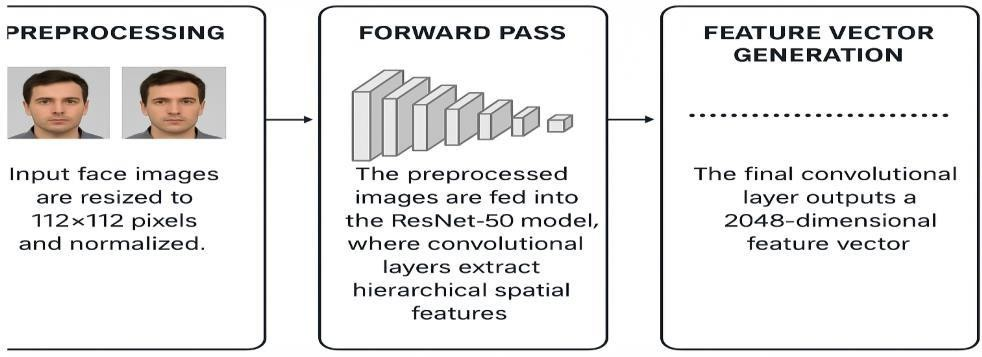 PREPROCESSING
Input face images
are resized to
112×112 pixels
and normalized.
FORWARD PASS
The preprocessed
images are fed into
the ResNet-50 model,
where convolutional
layers extract
hierarchical spatial
features
FEATURE VECTOR
GENERATION
The final convolutional
layer outputs a
2048-dimensional
feature vector